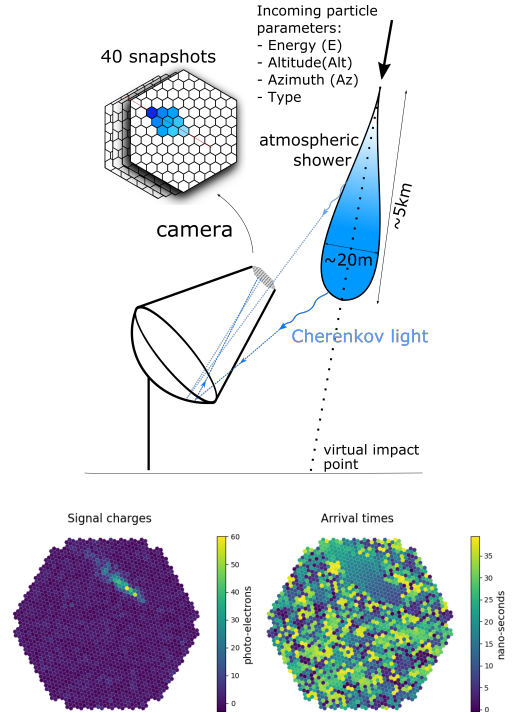 Incoming particle
parameters:
- Energy (E)
- Altitude(Alt)
- Azimuth (Az)
- Type
40 snapshots
atmospheric
shower
~5km
camera
~20m
Cherenkov light
virtual impact
point
Signal charges
60
50
40
30
20
10
0
photo-electrons
Arrival times
35
30
25
20
15
10
5
0
nano-seconds